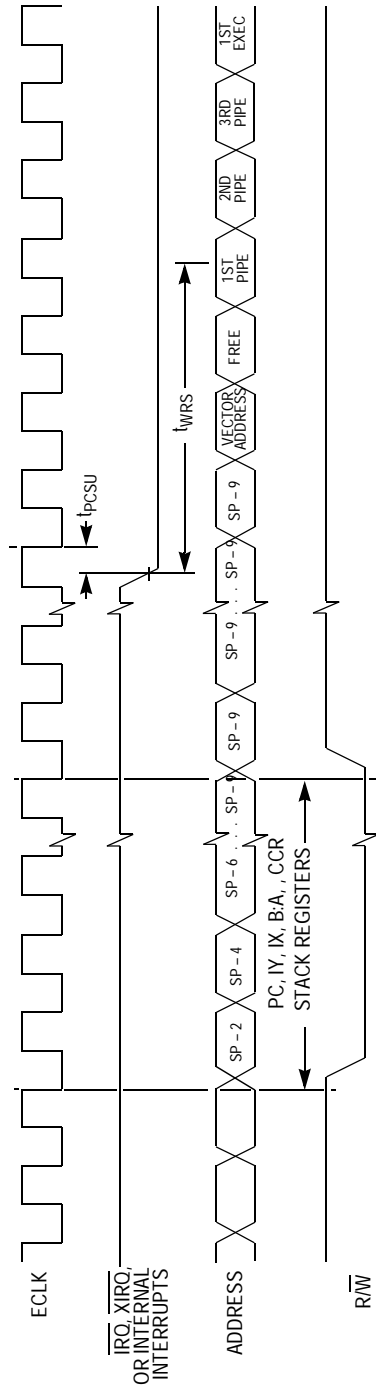 ECLK
IRQ, XIRQ,
OR INTERNAL
INTERRUPTS
tPCSU
tWRS
ADDRESS
SP – 2
SP – 4
SP – 6 . . . SP – 9
SP – 9
SP – 9 . . . SP – 9
SP – 9
VECTOR
ADDRESS
FREE
1ST
PIPE
2ND
PIPE
3RD
PIPE
1ST
EXEC
PC, IY, IX, B:A, , CCR
STACK REGISTERS
R/W